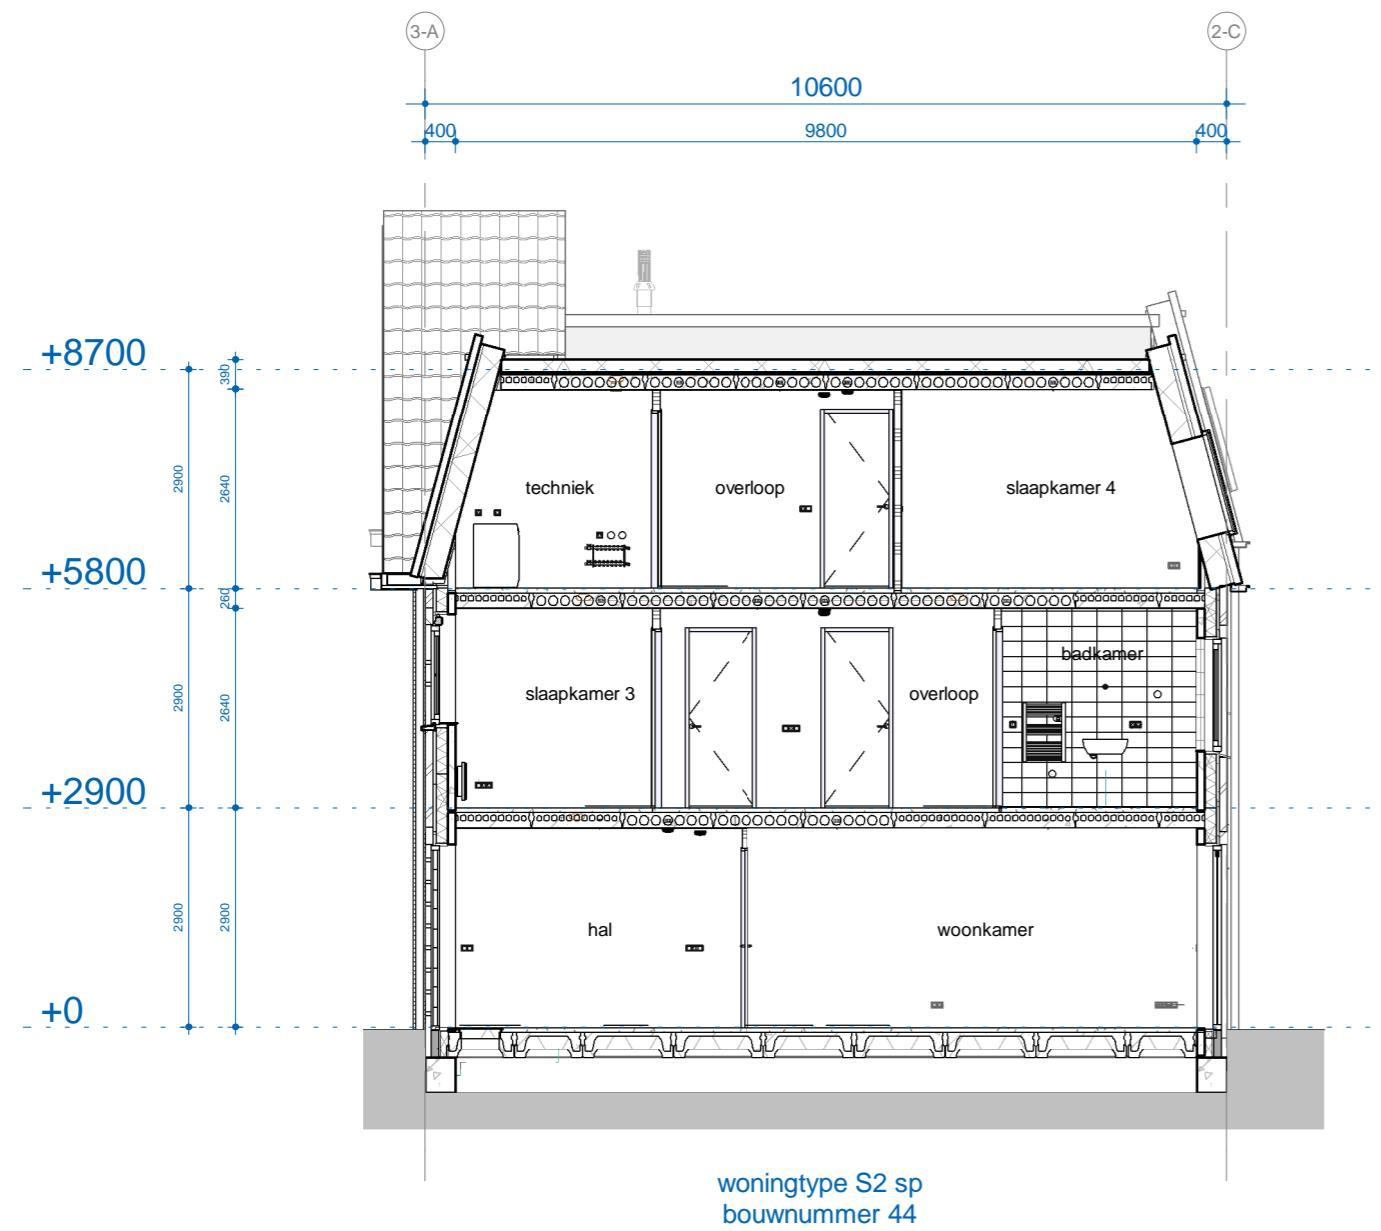 3-A
2-C
10600
400
9800
400
+8700
390
2900
2640
techniek
overloop
slaapkamer 4
+5800
260
2900
2640
slaapkamer 3
overloop
badkamer
+2900
2900
2900
hal
woonkamer
+0
woningtype S2 sp
bouwnummer 44